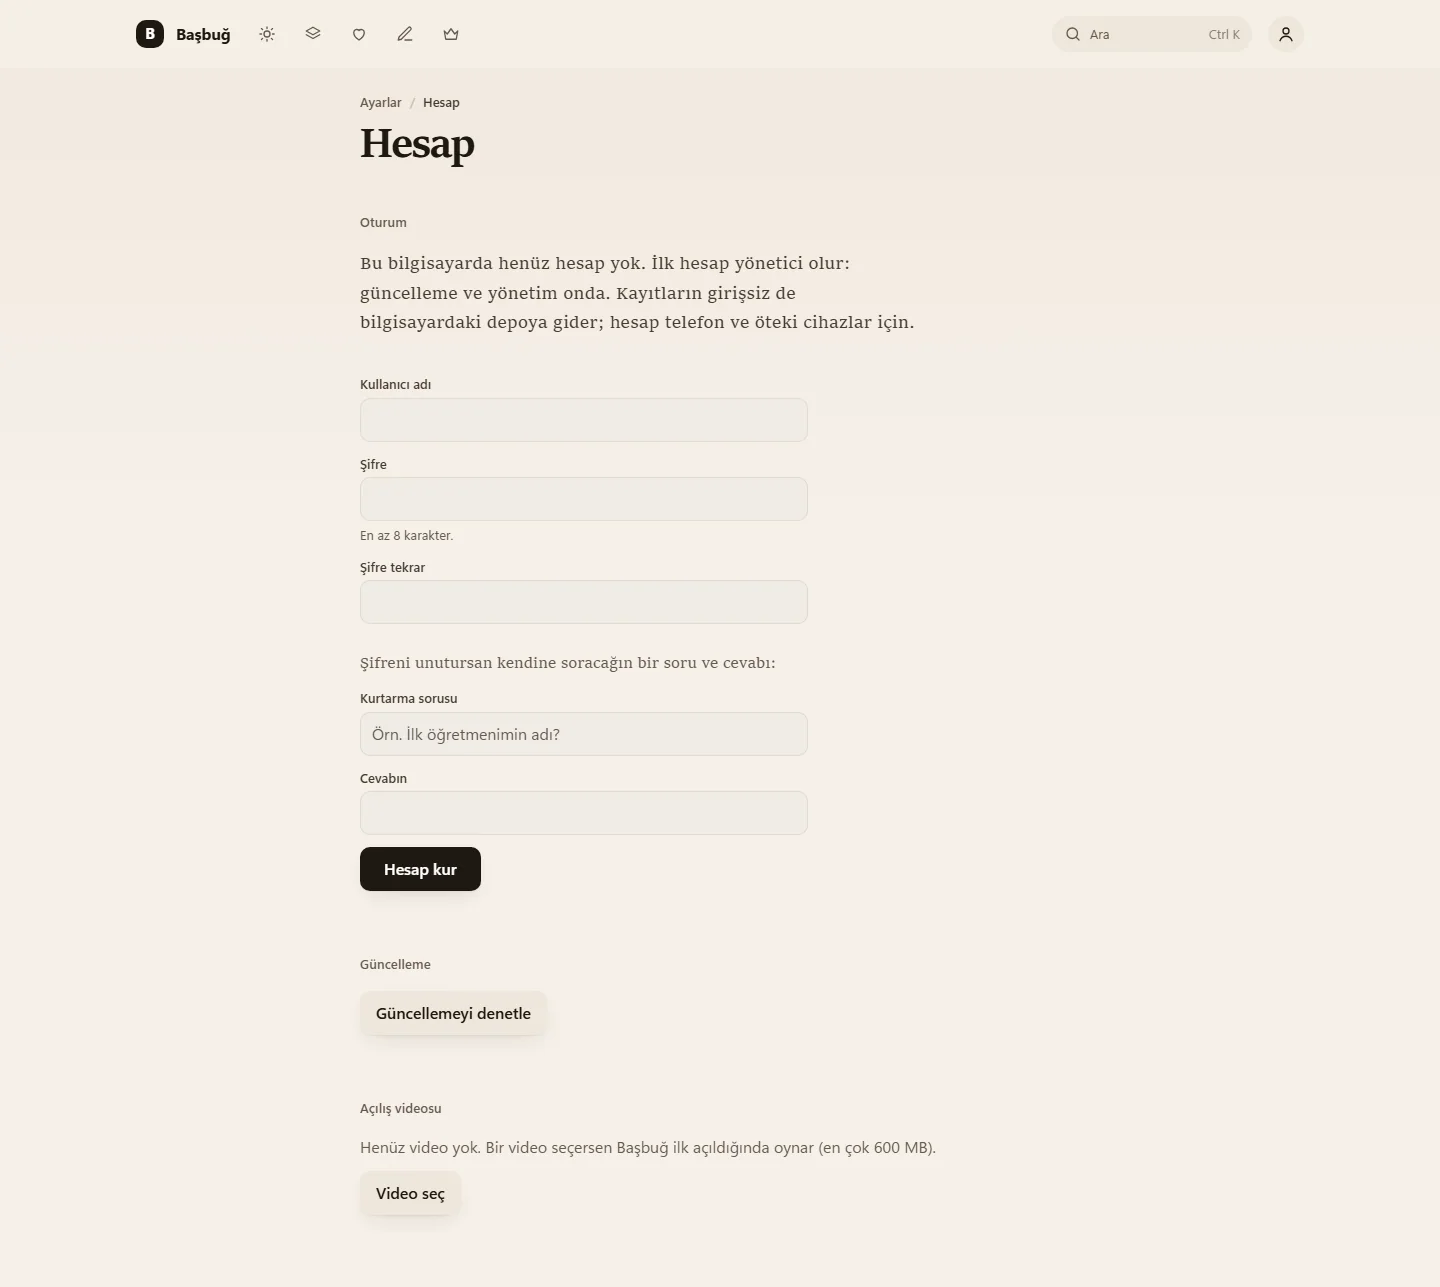 B Başbuğ Ara Ctrl K
Ayarlar / Hesap
Hesap
Oturum
Bu bilgisayarda henüz hesap yok. İlk hesap yönetici olur:
güncelleme ve yönetim onda. Kayıtların girişsiz de
bilgisayardaki depoya gider; hesap telefon ve öteki cihazlar için.
Kullanıcı adı
Şifre
En az 8 karakter.
Şifre tekrar
Şifreni unutursan kendine soracağın bir soru ve cevabı:
Kurtarma sorusu
Örn. İlk öğretmenimin adı?
Cevabın
Hesap kur
Güncelleme
Güncellemeyi denetle
Açılış videosu
Henüz video yok. Bir video seçersen Başbuğ ilk açıldığında oynar (en çok 600 MB).
Video seç